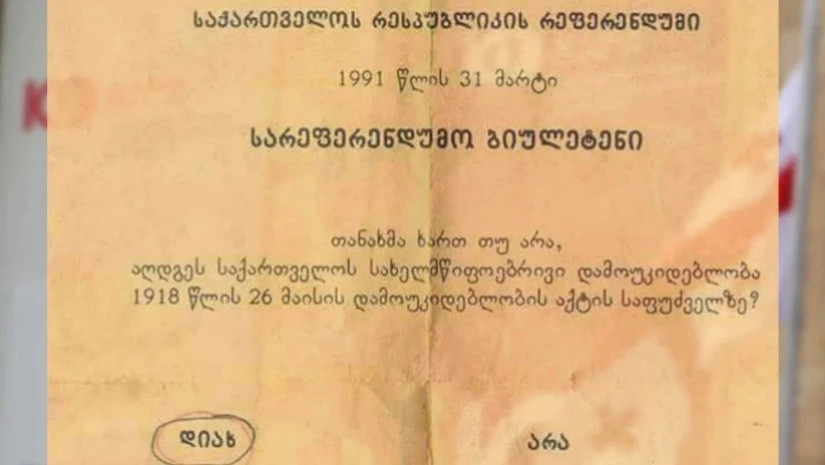 საქართველოს რესპუბლიკის რეფერენდუმი
1991 წლის 31 მარტი
სარეფერენდუმო ბიულეტენი
თანახმა ხართ თუ არა,
აღდგეს საქართველოს სახელმწიფოებრივი დამოუკიდებლობა
1918 წლის 26 მაისის დამოუკიდებლობის აქტის საფუძველზე?
დიახ არა